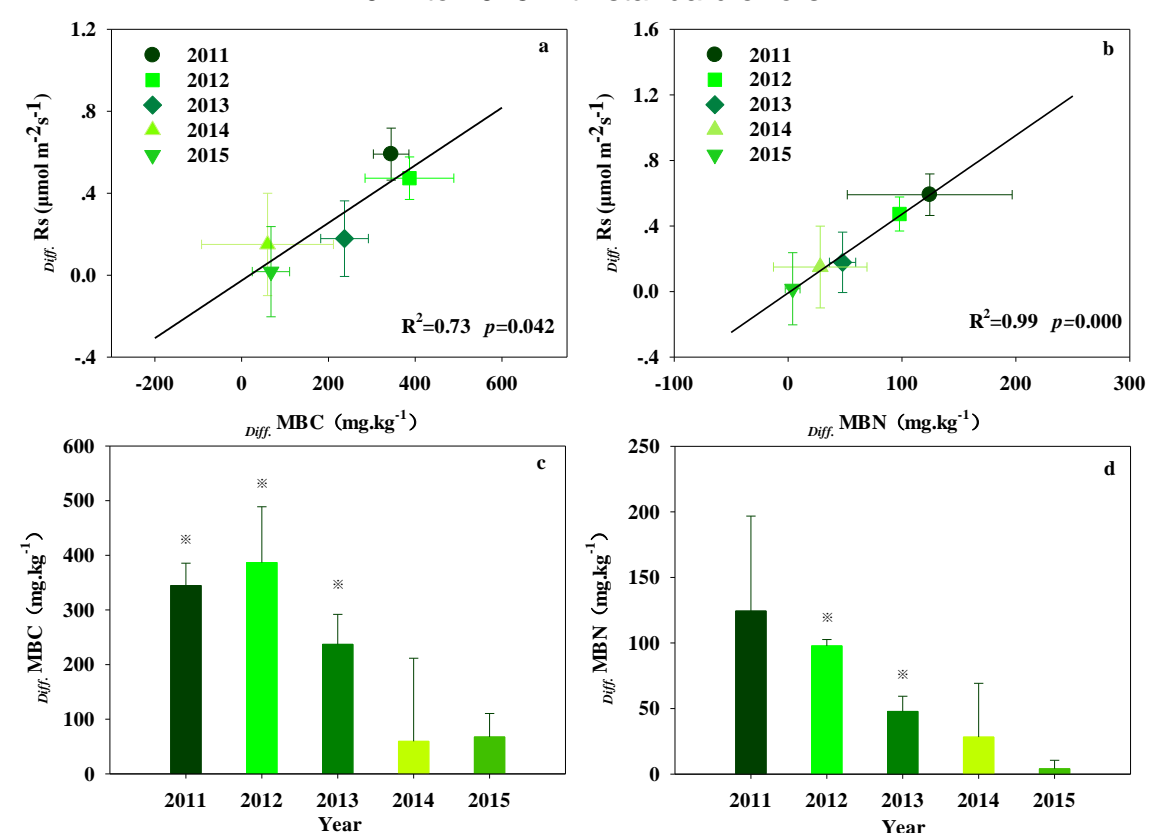 1.2
.8
.4
0.0
-.4
Diff. Rs (μmol m-2s-1)
2011
2012
2013
2014
2015
a
R2=0.73 p=0.042
-200 0 200 400 600
Diff. MBC（mg.kg-1）
1.6
1.2
.8
.4
0.0
-.4
Diff. Rs (μmol m-2s-1)
2011
2012
2013
2014
2015
b
R2=0.99 p=0.000
-100 0 100 200 300
Diff. MBN（mg.kg-1）
600
500
400
300
200
100
0
Diff. MBC（mg.kg-1）
c
※ ※ ※
2011 2012 2013 2014 2015
Year
250
200
150
100
50
0
Diff. MBN（mg.kg-1）
d
※ ※
2011 2012 2013 2014 2015
Year